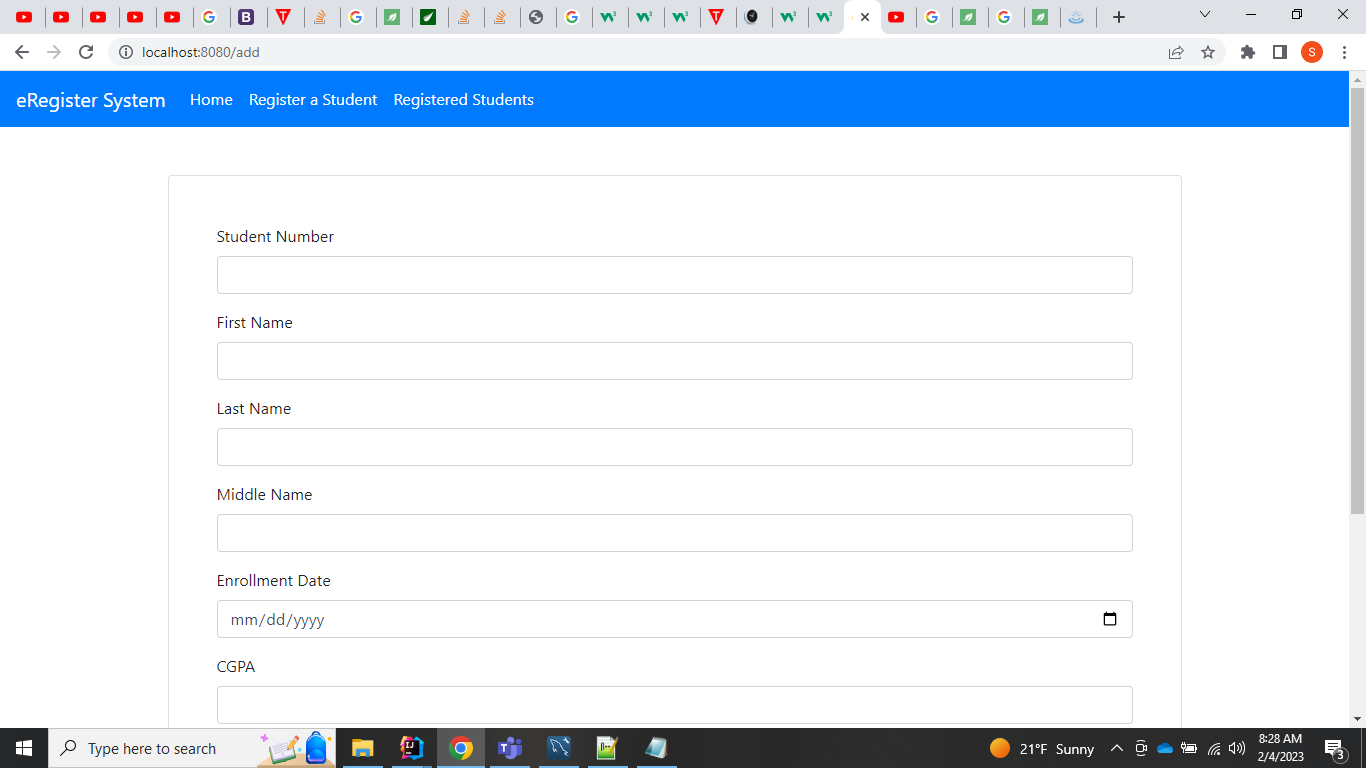 localhost:8080/add
S
eRegister System Home Register a Student Registered Students
Student Number
First Name
Last Name
Middle Name
Enrollment Date
mm/dd/yyyy
CGPA
Type here to search
21°F Sunny
8:28 AM
2/4/2023
3